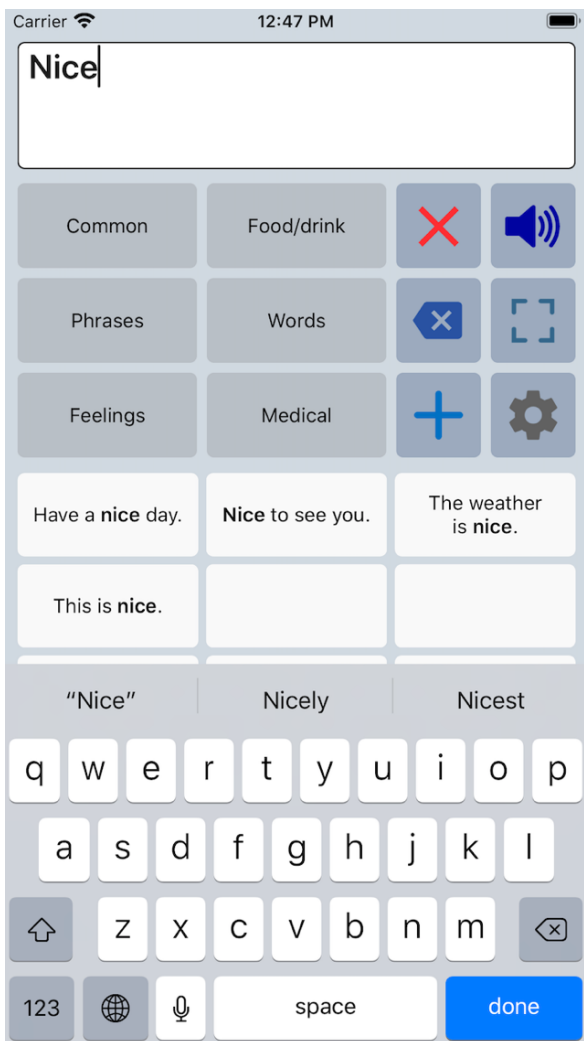 Carrier 12:47 PM
Nice
Common Food/drink
Phrases Words
Feelings Medical
Have a nice day. Nice to see you. The weather
is nice.
This is nice.
“Nice” Nicely Nicest
q w e r t y u i o p
a s d f g h j k l
z x c v b n m
123 space done